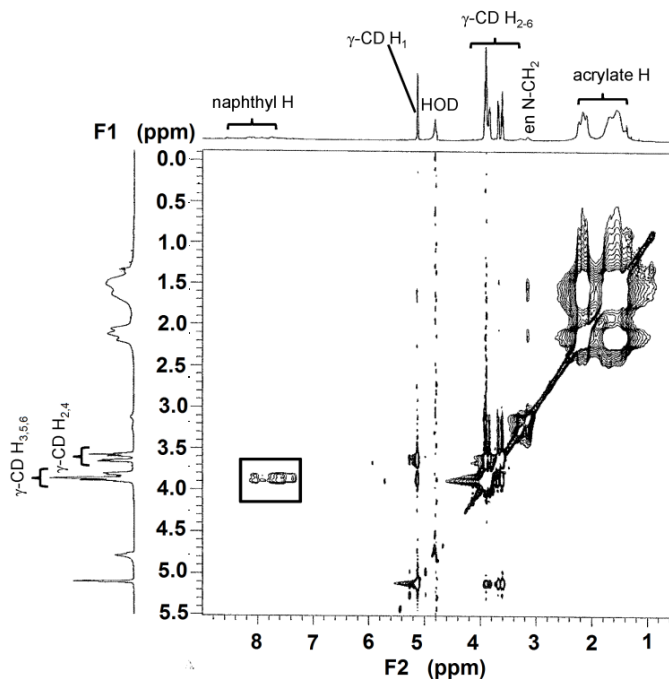 γ-CD H2-6
γ-CD H1
naphthyl H
HOD
en N-CH2
acrylate H
F1 (ppm)
0.0
0.5
1.0
1.5
2.0
2.5
3.0
3.5
4.0
4.5
5.0
5.5
γ-CD H3,5,6
γ-CD H2,4
8 7 6 5 4 3 2 1
F2 (ppm)